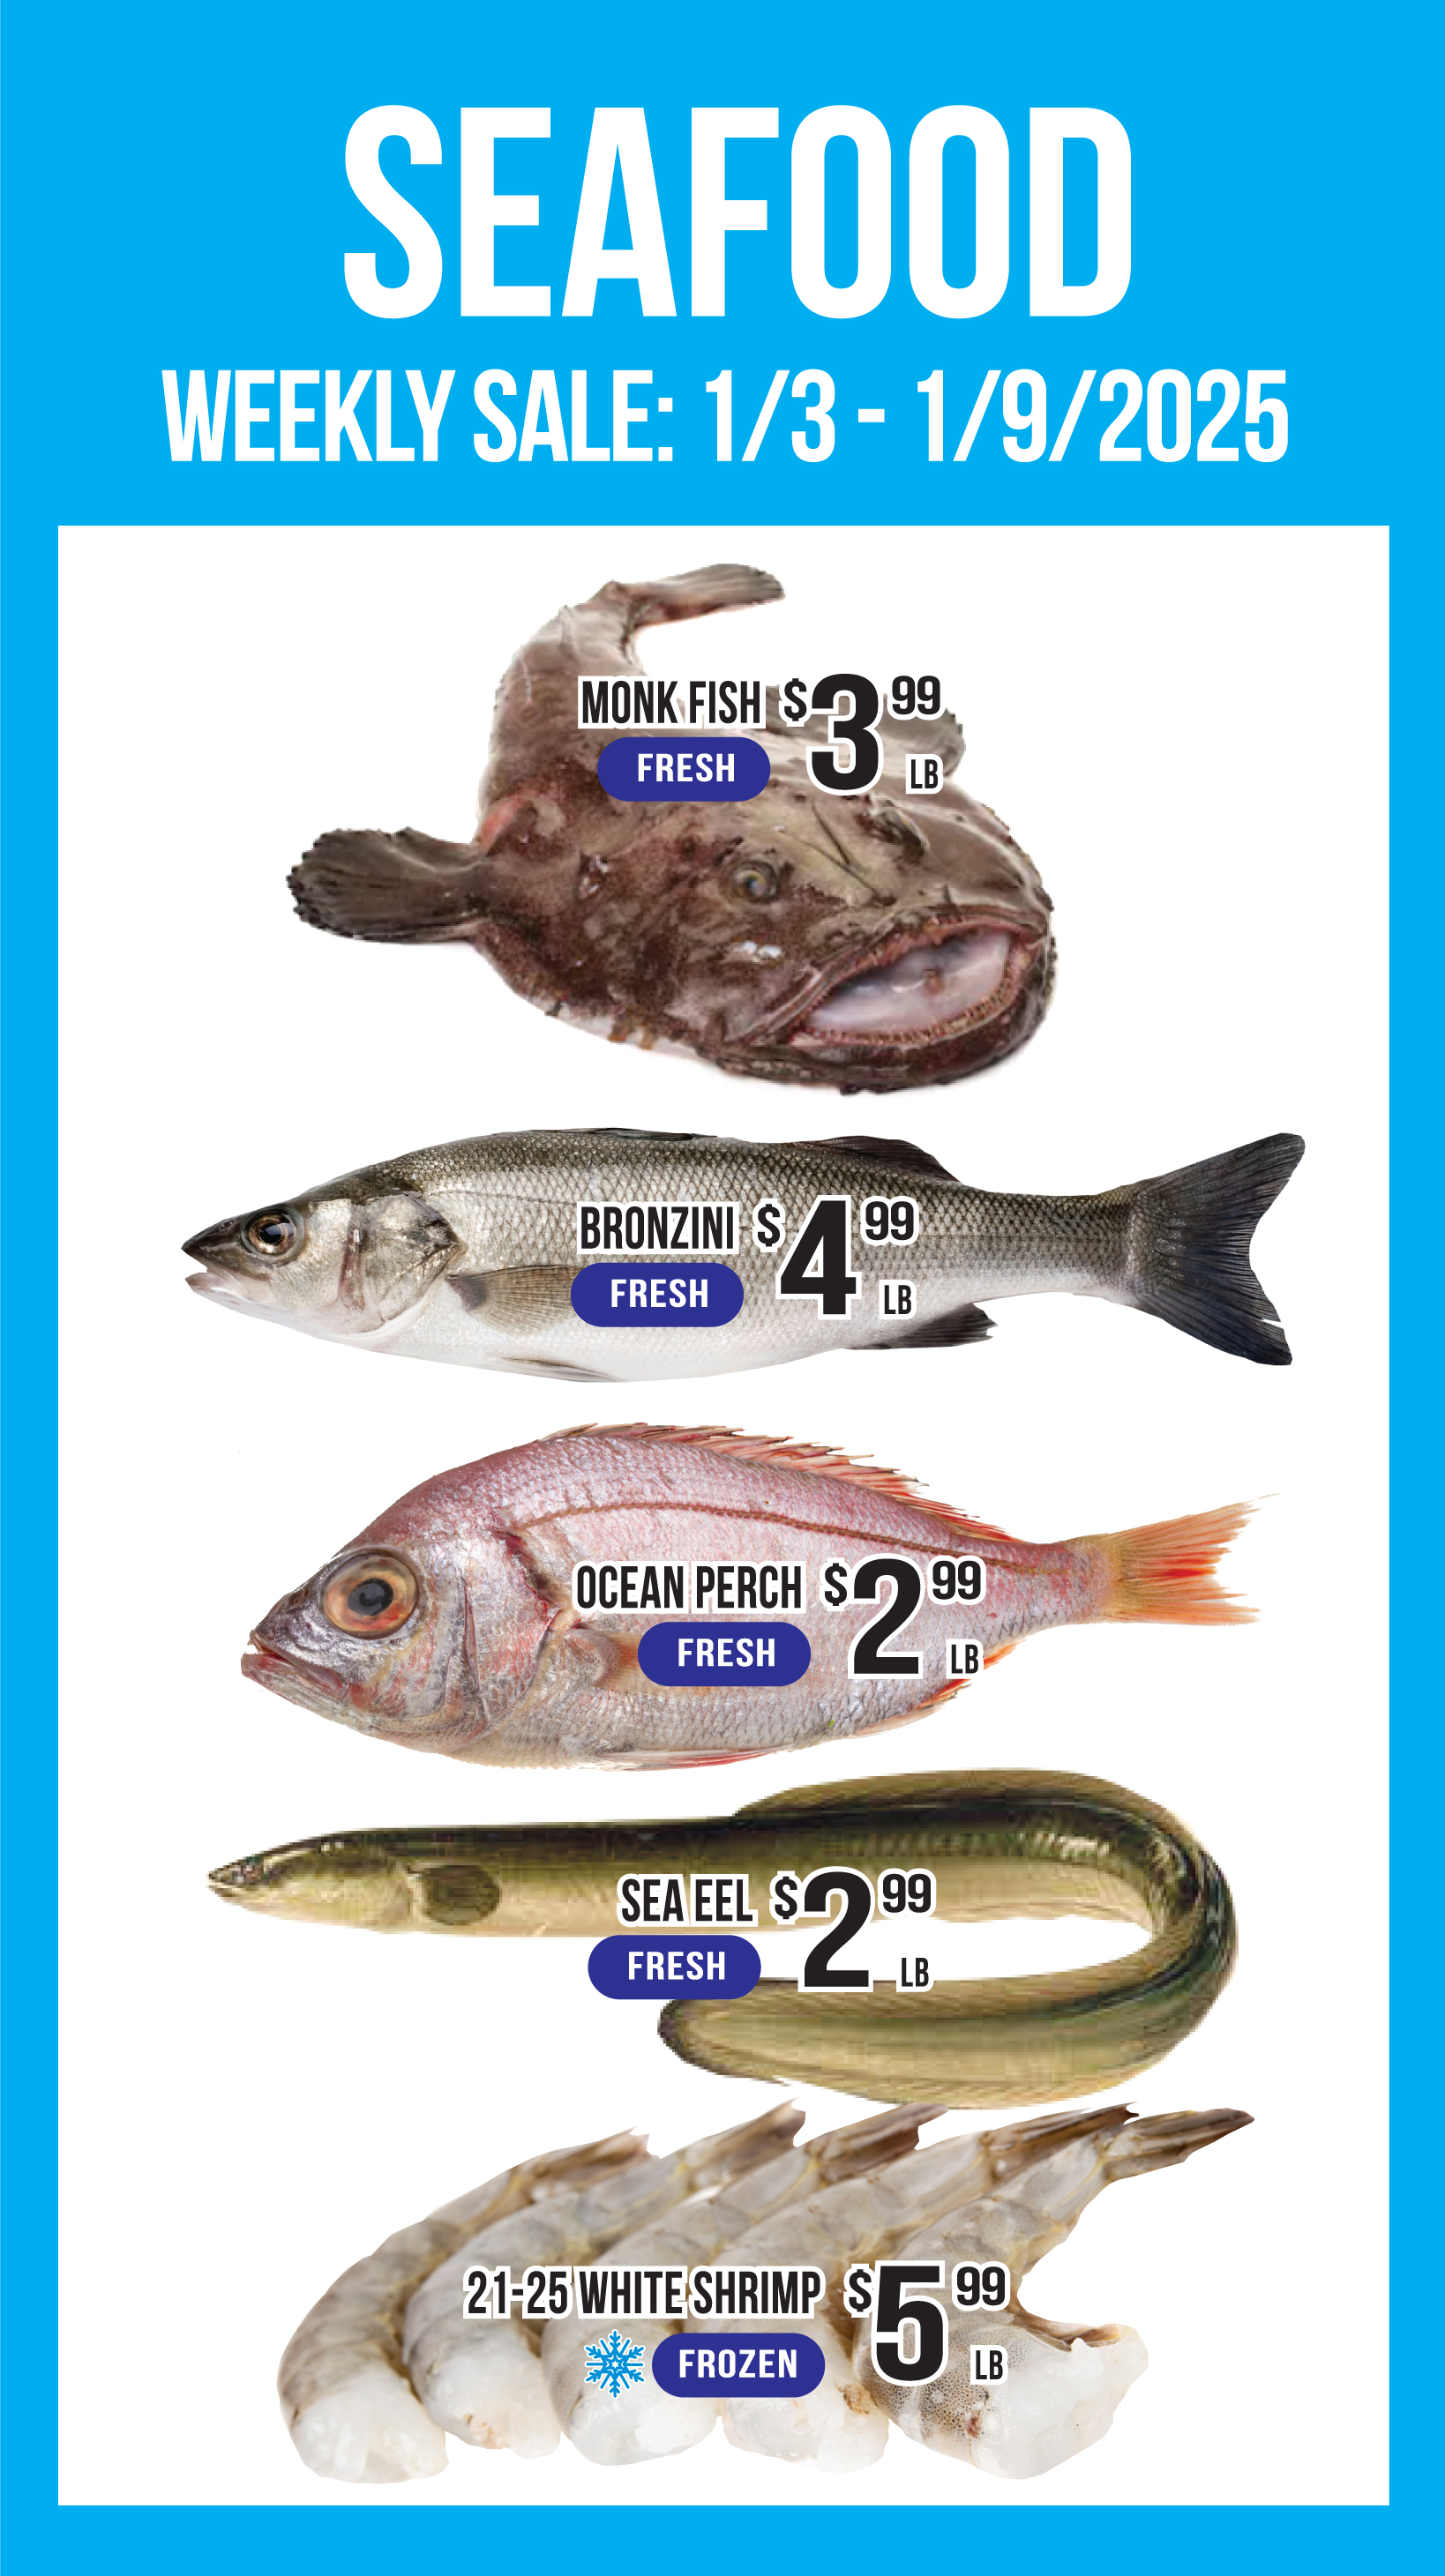 SEAFOOD
WEEKLY SALE: 1/3 - 1/9/2025
MONK FISH $3 99
FRESH LB
BRONZINI $4 99
FRESH LB
OCEAN PERCH $2 99
FRESH LB
SEA EEL $2 99
FRESH LB
21-25 WHITE SHRIMP $5 99
FROZEN LB